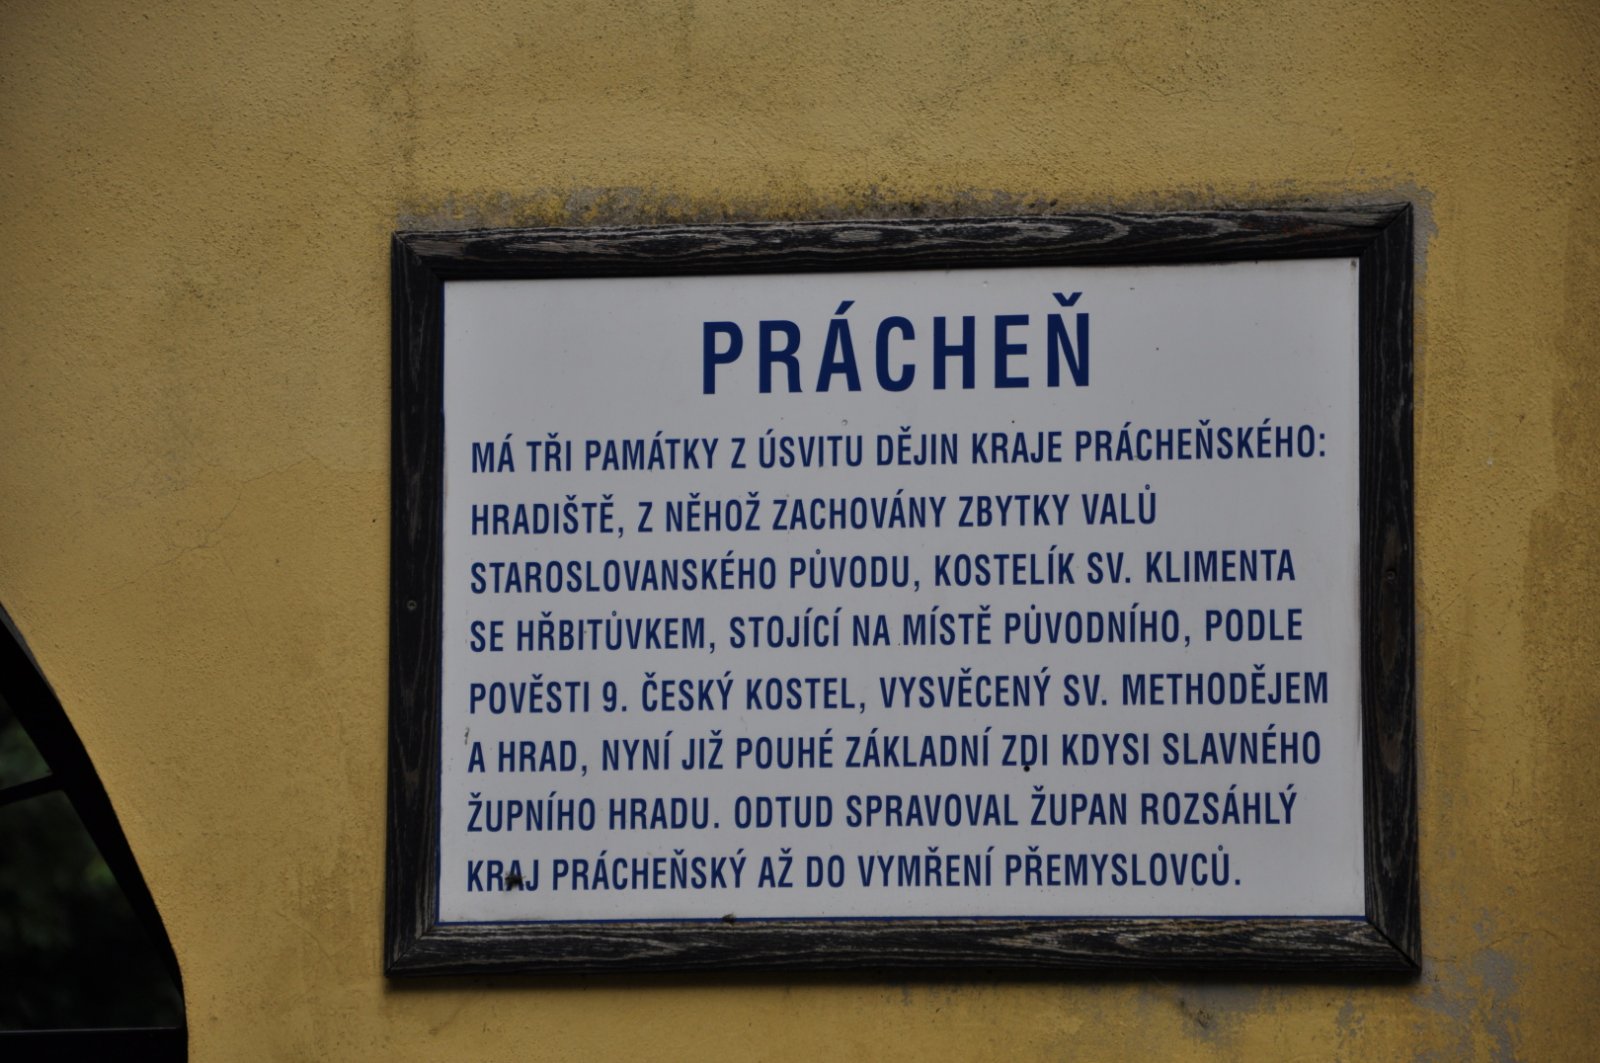 PRÁCHEŇ
MÁ TŘI PAMÁTKY Z ÚSVITU DĚJIN KRAJE PRÁCHEŇSKÉHO:
HRADIŠTĚ, Z NĚHOŽ ZACHOVÁNY ZBYTKY VALŮ
STAROSLOVANSKÉHO PŮVODU, KOSTELÍK SV. KLIMENTA
SE HŘBITŮVKEM, STOJÍCÍ NA MÍSTĚ PŮVODNÍHO, PODLE
POVĚSTI 9. ČESKÝ KOSTEL, VYSVĚCENÝ SV. METHODĚJEM
A HRAD, NYNÍ JIŽ POUHÉ ZÁKLADNÍ ZDI KDYSI SLAVNÉHO
ŽUPNÍHO HRADU. ODTUD SPRAVOVAL ŽUPAN ROZSÁHLÝ
KRAJ PRÁCHEŇSKÝ AŽ DO VYMŘENÍ PŘEMYSLOVCŮ.